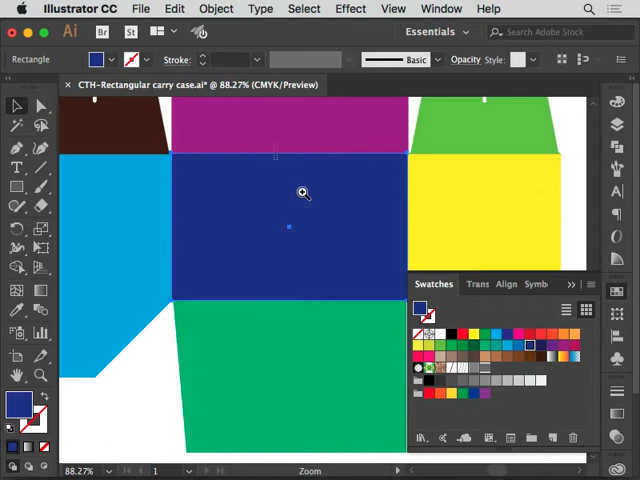 Illustrator CC File Edit Object Type Select Effect View Window Help
Ai Br St Essentials Search Adobe Stock
Rectangle Stroke: Basic Opacity Style:
× CTH-Rectangular carry case.ai* @ 88.27% (CMYK/Preview)
Swatches Trans Align Symb
88.27% 1 Zoom